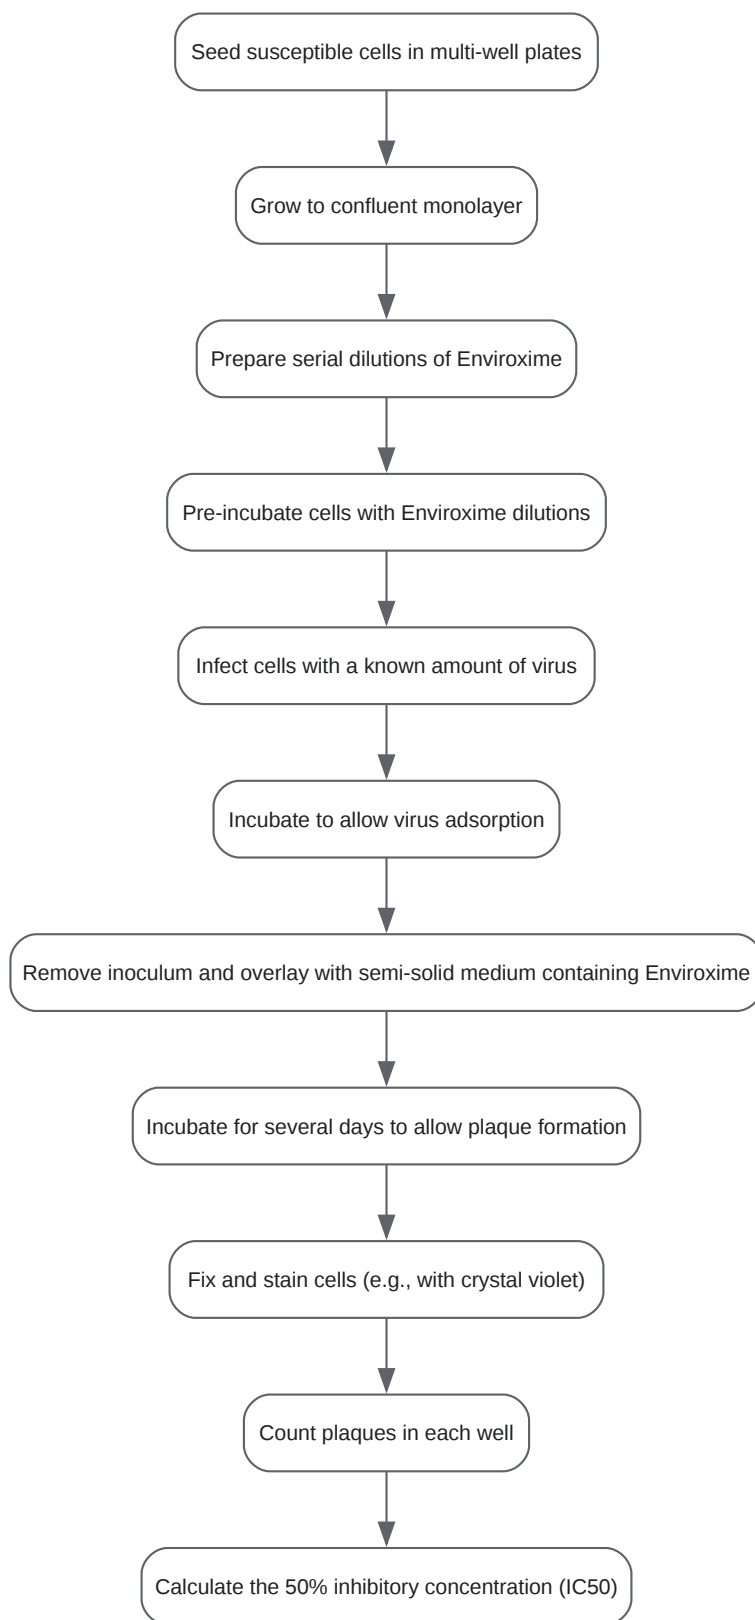 Seed susceptible cells in multi-well plates
Grow to confluent monolayer
Prepare serial dilutions of Enviroxime
Pre-incubate cells with Enviroxime dilutions
Infect cells with a known amount of virus
Incubate to allow virus adsorption
Remove inoculum and overlay with semi-solid medium containing Enviroxime
Incubate for several days to allow plaque formation
Fix and stain cells (e.g., with crystal violet)
Count plaques in each well
Calculate the 50% inhibitory concentration (IC50)